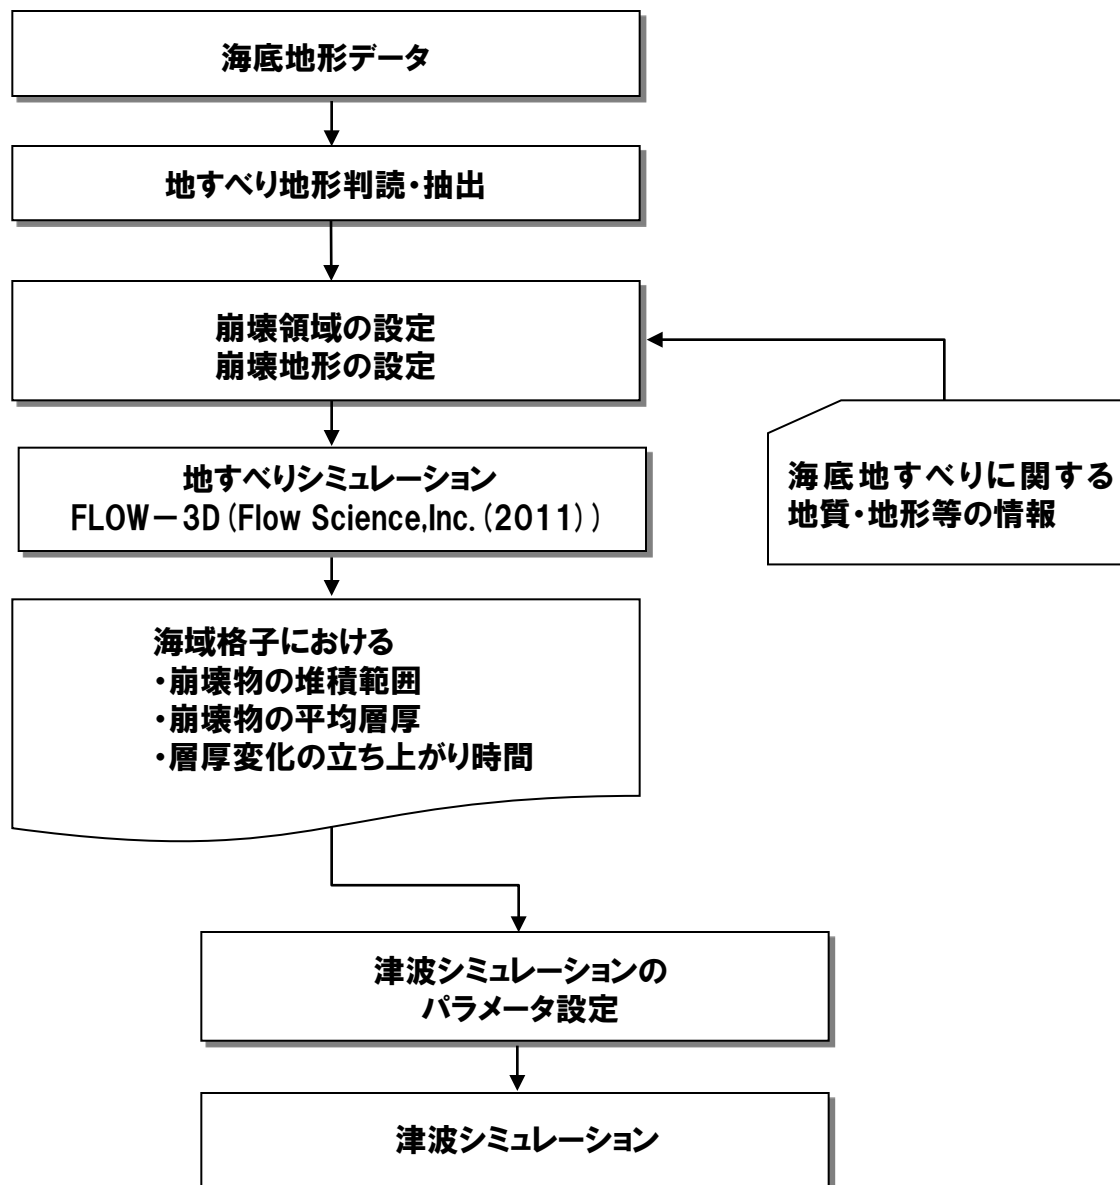 海底地形データ
地すべり地形判読・抽出
崩壊領域の設定
崩壊地形の設定
海底地すべりに関する
地質・地形等の情報
地すべりシミュレーション
FLOW－3D(Flow Science,Inc.(2011))
海域格子における
・崩壊物の堆積範囲
・崩壊物の平均層厚
・層厚変化の立ち上がり時間
津波シミュレーションの
パラメータ設定
津波シミュレーション